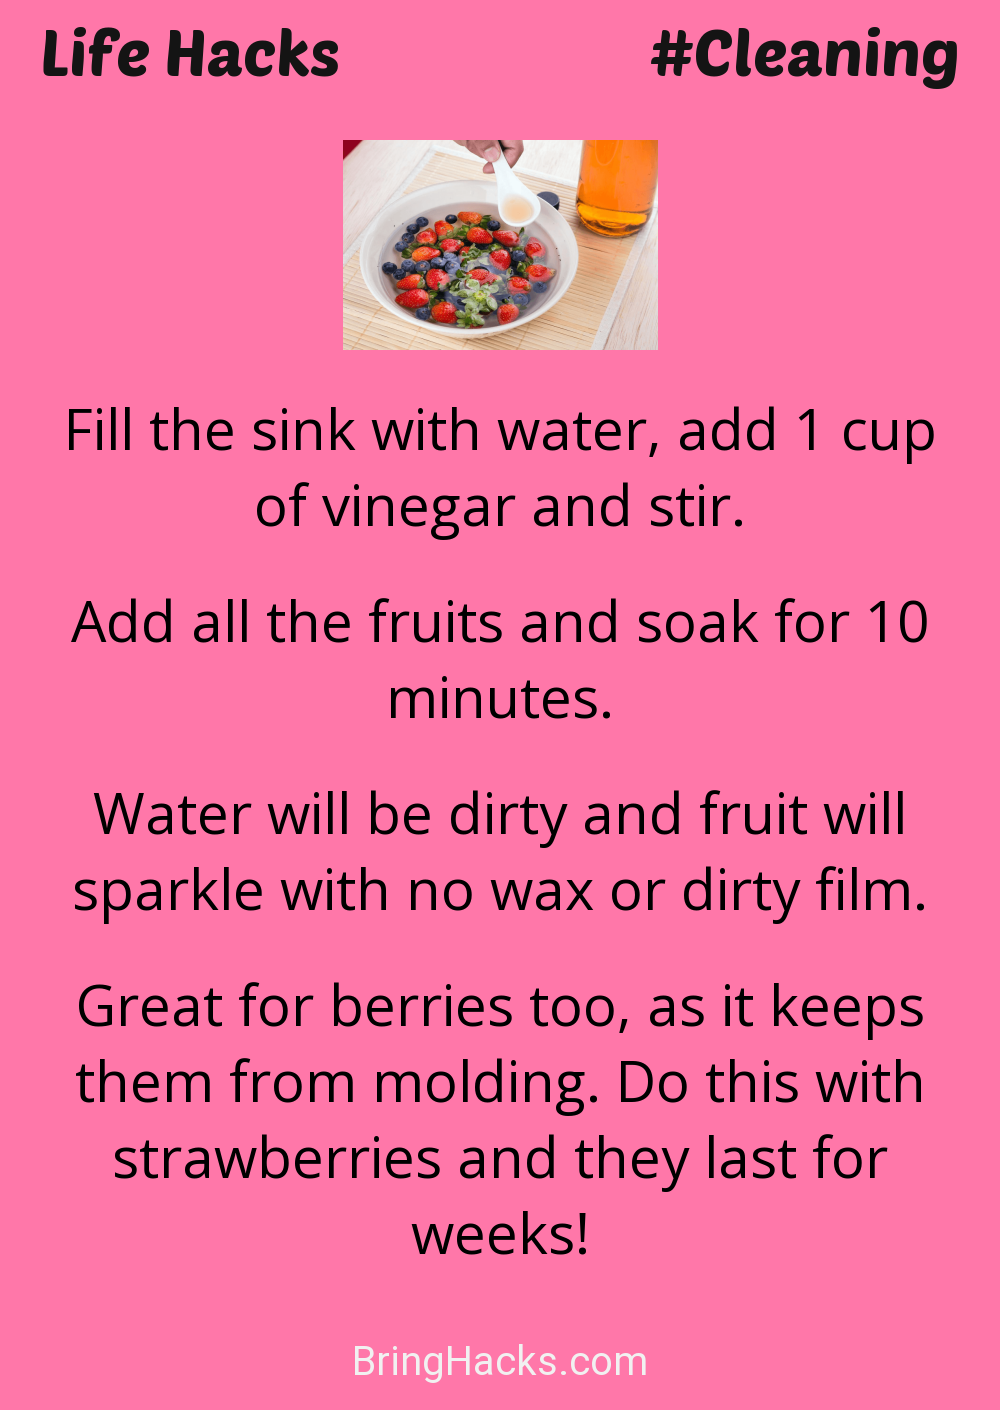 Life Hacks #Cleaning
Fill the sink with water, add 1 cup
of vinegar and stir.
Add all the fruits and soak for 10
minutes.
Water will be dirty and fruit will
sparkle with no wax or dirty film.
Great for berries too, as it keeps
them from molding. Do this with
strawberries and they last for
weeks!
BringHacks.com